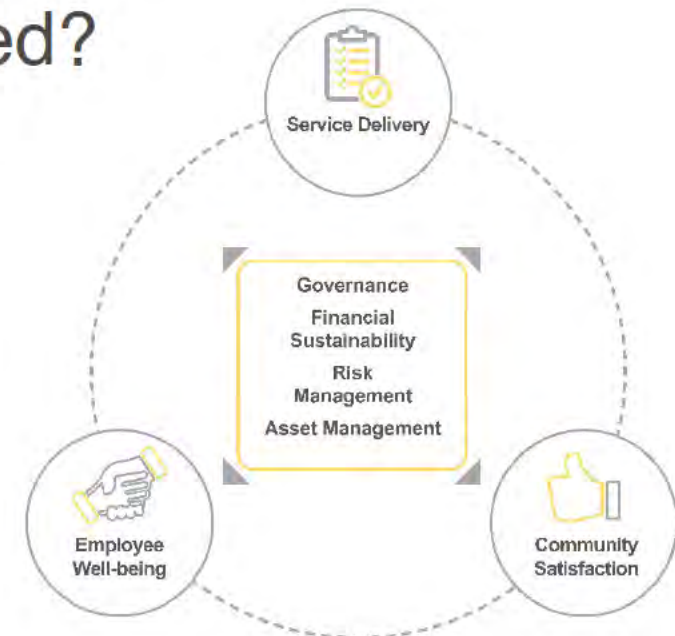 ed?
Service Delivery
Governance
Financial
Sustainability
Risk
Management
Asset Management
Employee
Well-being
Community
Satisfaction